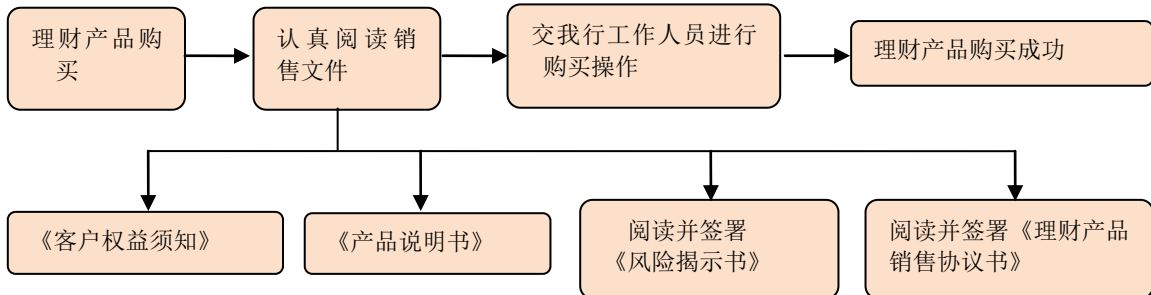 理财产品购
买
认真阅读销
售文件
交我行工作人员进行
购买操作
理财产品购买成功
《客户权益须知》
《产品说明书》
阅读并签署
《风险揭示书》
阅读并签署《理财产品
销售协议书》